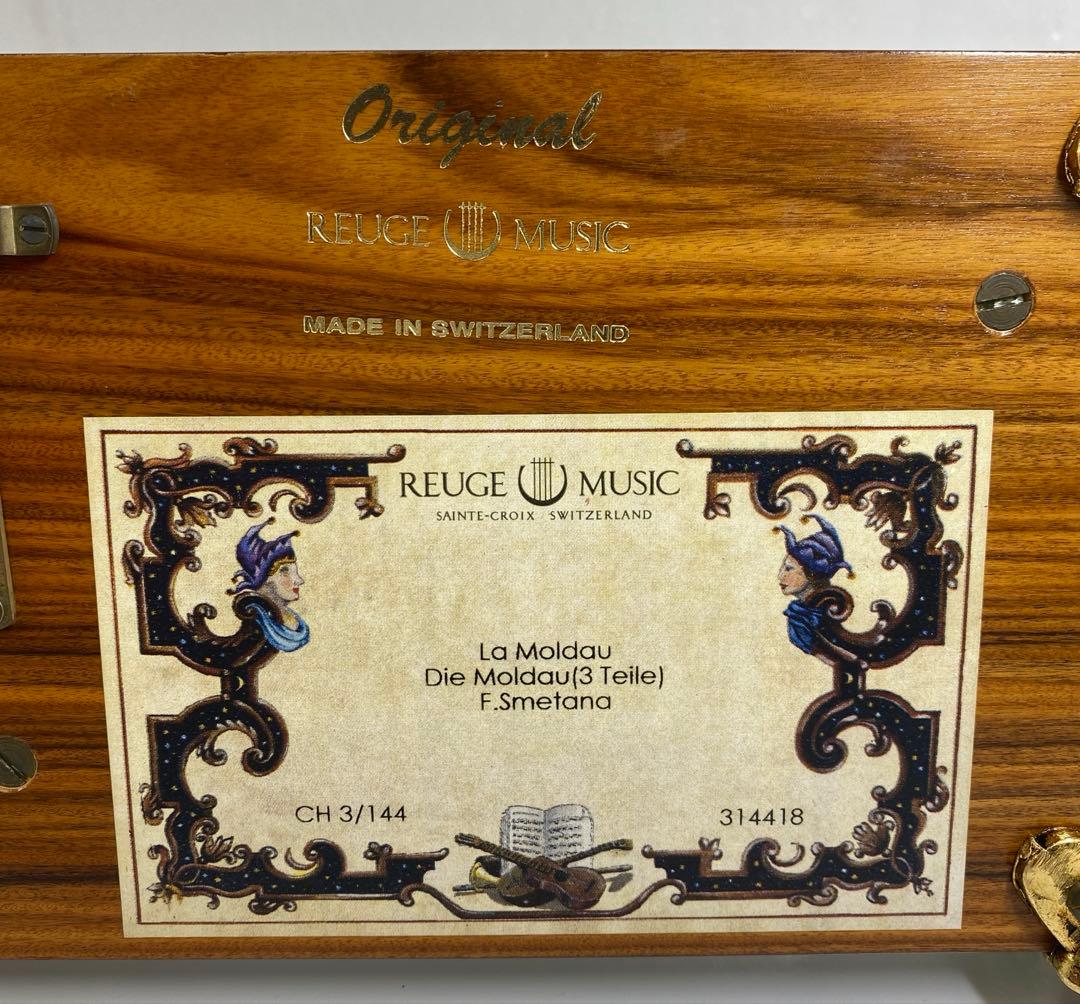 Original
REUGE MUSIC
MADE IN SWITZERLAND
REUGE MUSIC
SAINTE-CROIX / SWITZERLAND
La Moldau
Die Moldau(3 Teile)
F.Smetana
CH 3/144
314418